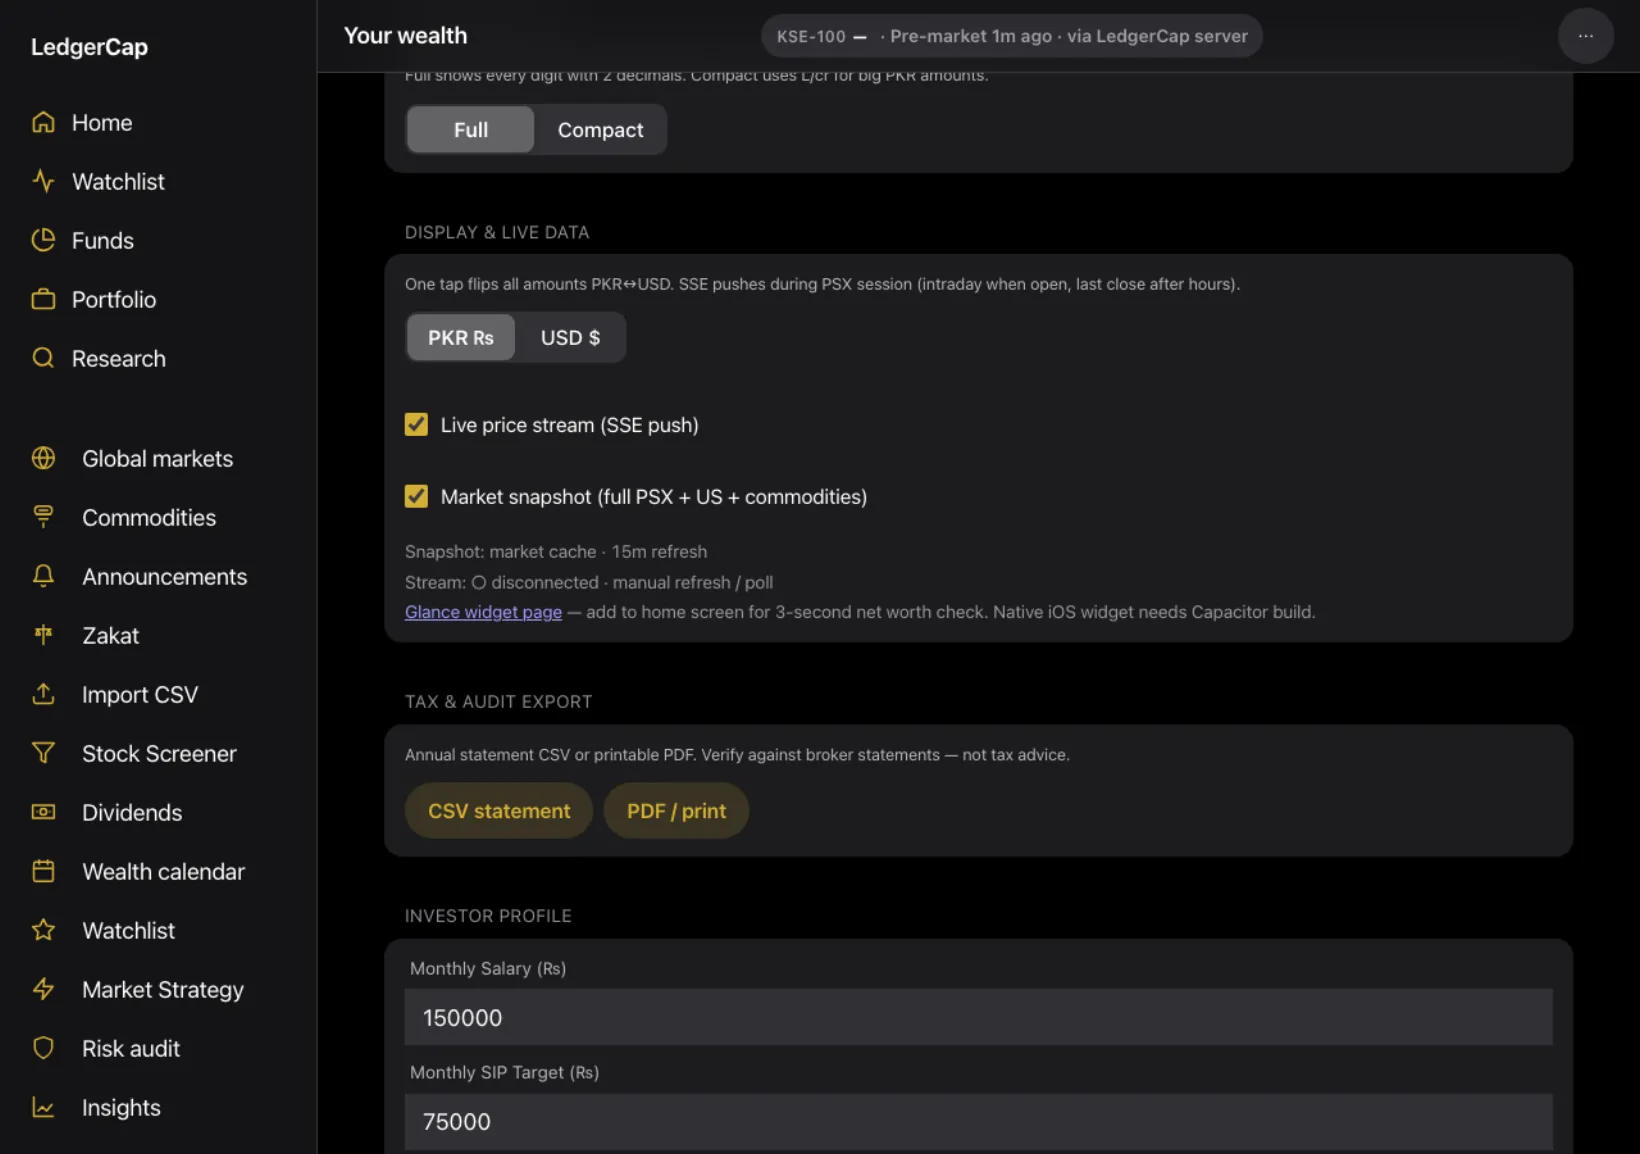 LedgerCap
Home
Watchlist
Funds
Portfolio
Research
Global markets
Commodities
Announcements
Zakat
Import CSV
Stock Screener
Dividends
Wealth calendar
Watchlist
Market Strategy
Risk audit
Insights
Your wealth
KSE-100 — · Pre-market 1m ago · via LedgerCap server
...
Full shows every digit with 2 decimals. Compact uses L/cr for big PKR amounts.
Full
Compact
DISPLAY & LIVE DATA
One tap flips all amounts PKR↔USD. SSE pushes during PSX session (intraday when open, last close after hours).
PKR ₨
USD $
Live price stream (SSE push)
Market snapshot (full PSX + US + commodities)
Snapshot: market cache · 15m refresh
Stream: ○ disconnected · manual refresh / poll
Glance widget page — add to home screen for 3-second net worth check. Native iOS widget needs Capacitor build.
TAX & AUDIT EXPORT
Annual statement CSV or printable PDF. Verify against broker statements — not tax advice.
CSV statement
PDF / print
INVESTOR PROFILE
Monthly Salary (₨)
150000
Monthly SIP Target (₨)
75000